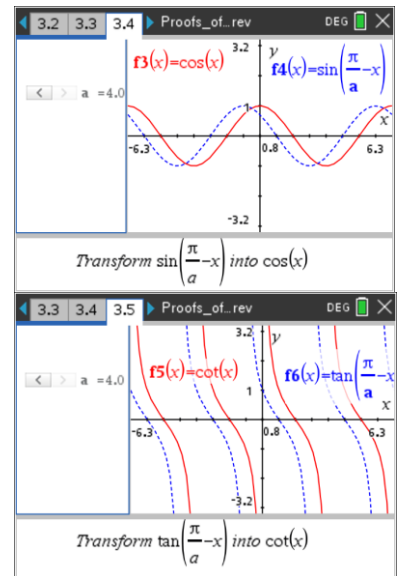 3.2 3.3 3.4 Proofs_of...rev DEG
3.2 y
f3(x)=cos(x) f4(x)=sin(π/a-x)
< > a =4.0
1
x
-6.3 0.8 6.3
-3.2
Transform sin(π/a-x) into cos(x)
3.3 3.4 3.5 Proofs_of...rev DEG
3.2 y
f5(x)=cot(x) f6(x)=tan(π/a-x
< > a =4.0
1
x
-6.3 0.8 6.3
-3.2
Transform tan(π/a-x) into cot(x)